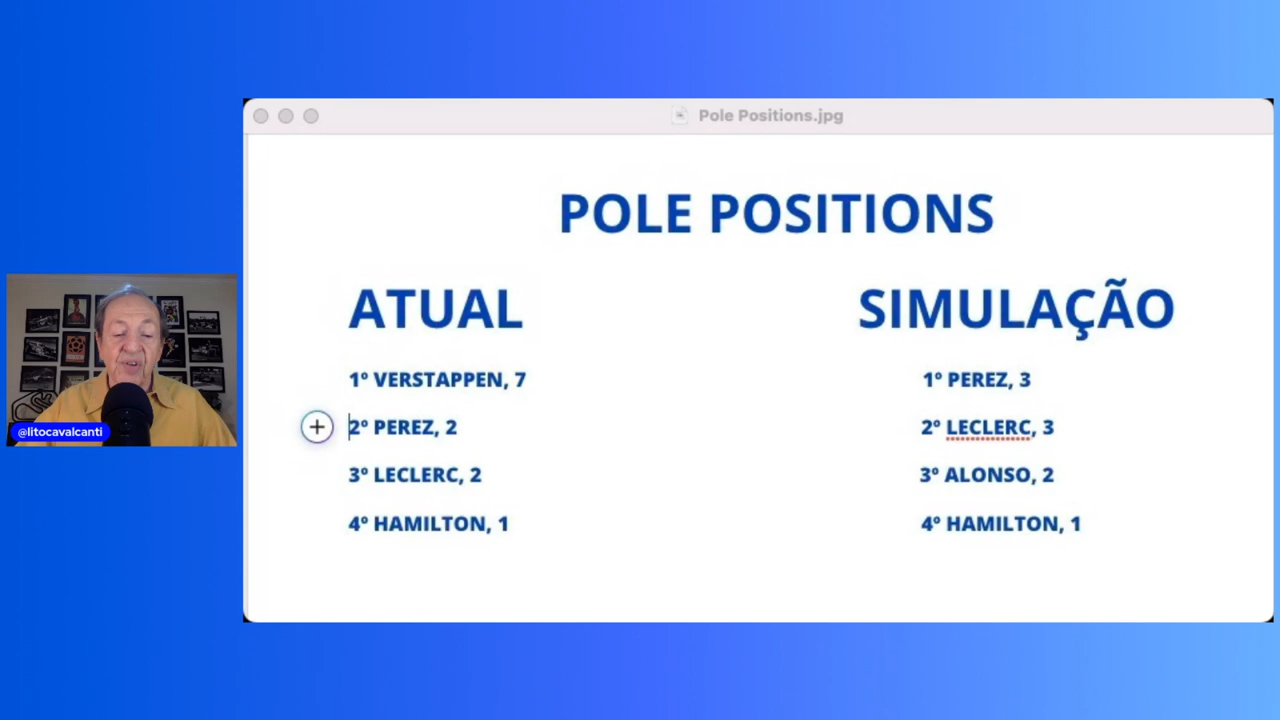 Pole Positions.jpg
POLE POSITIONS
ATUAL
1º VERSTAPPEN, 7
2º PEREZ, 2
3º LECLERC, 2
4º HAMILTON, 1
SIMULAÇÃO
1º PEREZ, 3
2º LECLERC, 3
3º ALONSO, 2
4º HAMILTON, 1
@litocavalcanti